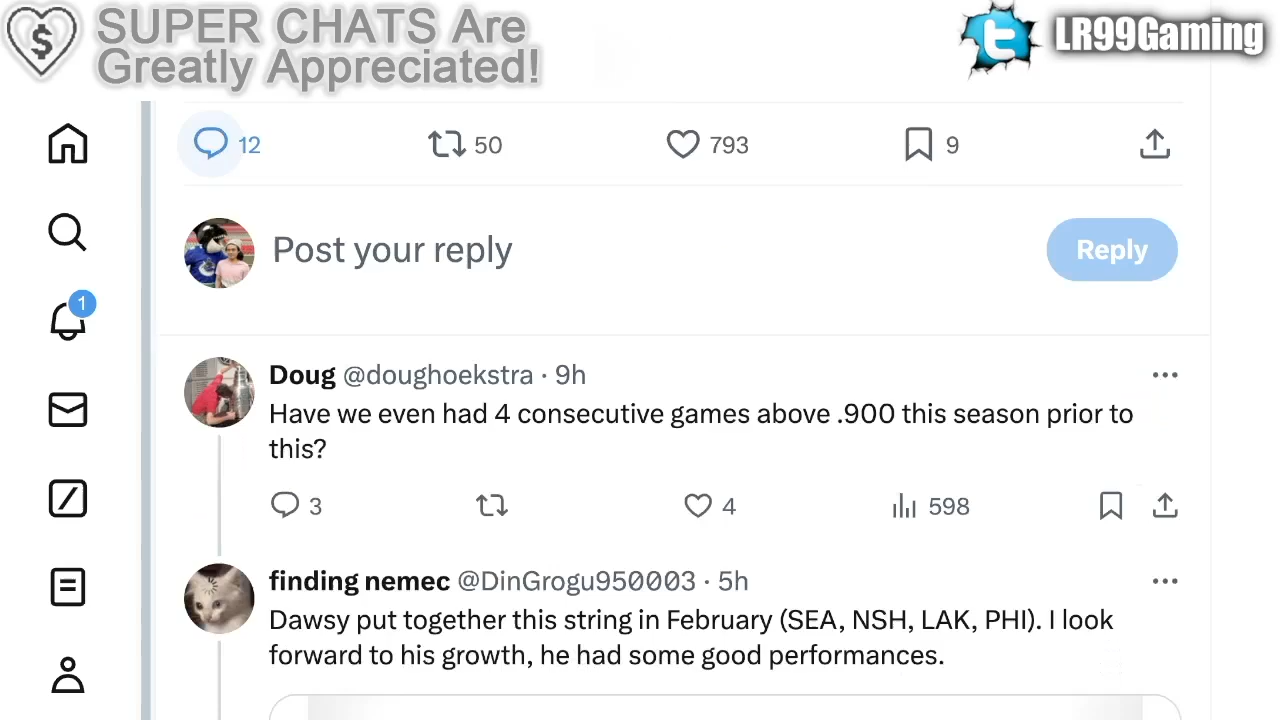 SUPER CHATS Are
Greatly Appreciated!
LR99Gaming
12
50
793
9
Post your reply
Reply
1
Doug @doughoekstra · 9h
Have we even had 4 consecutive games above .900 this season prior to
this?
3
4
598
finding nemec @DinGrogu950003 · 5h
Dawsy put together this string in February (SEA, NSH, LAK, PHI). I look
forward to his growth, he had some good performances.